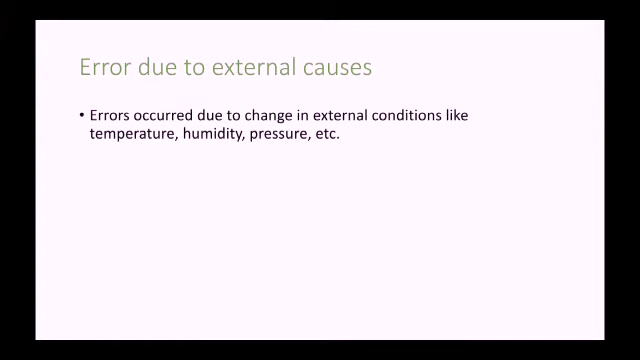 Error due to external causes
• Errors occurred due to change in external conditions like
temperature, humidity, pressure, etc.